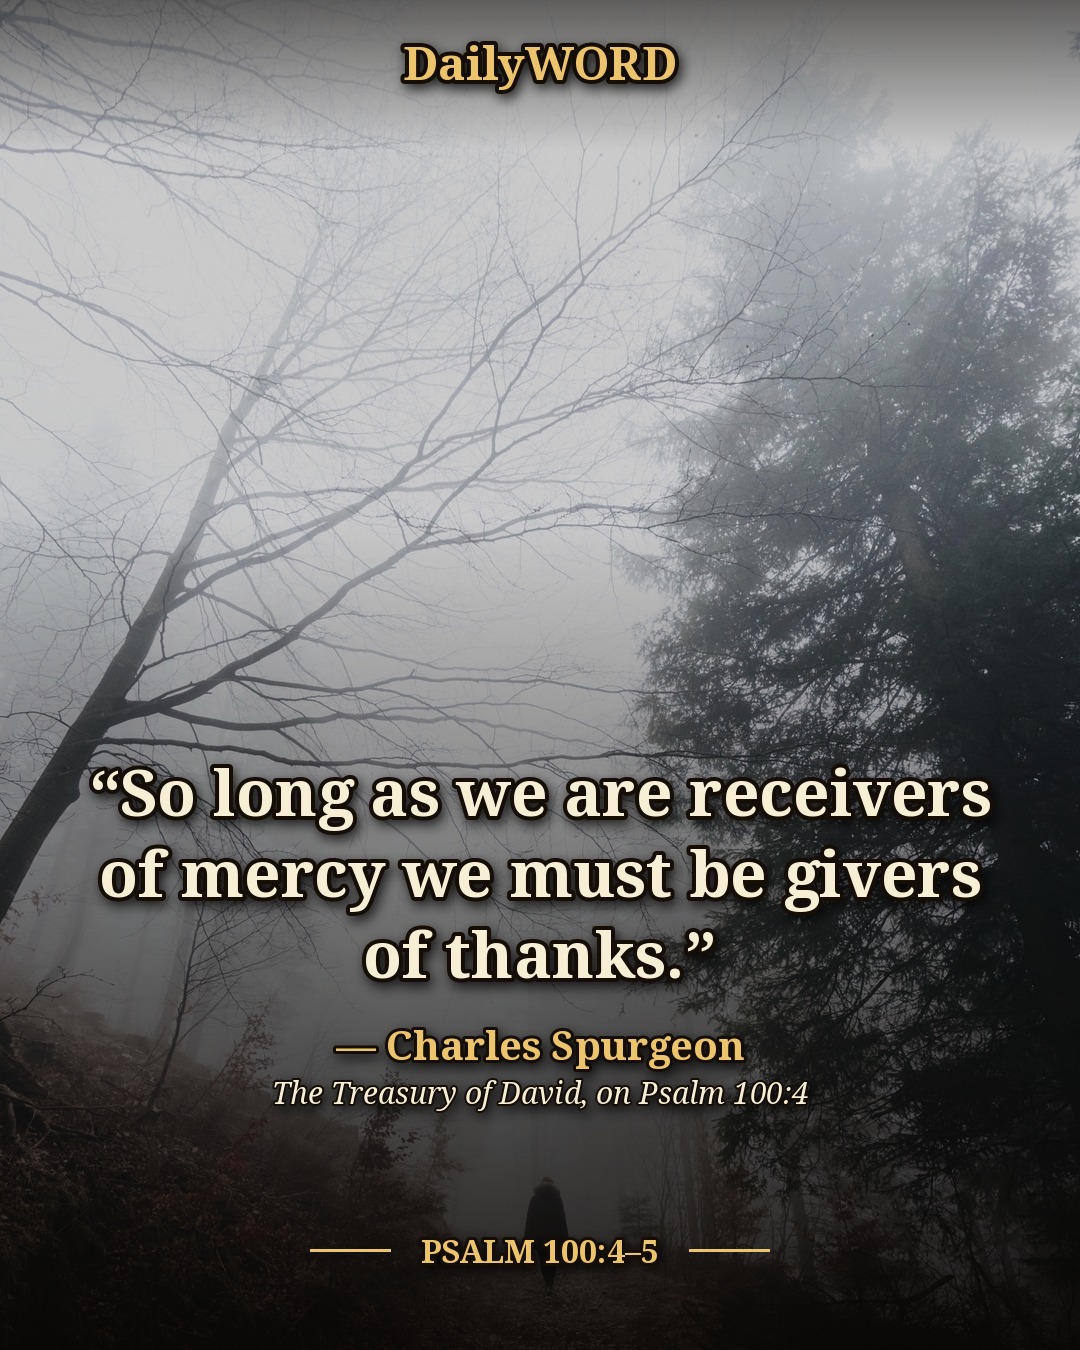 DailyWORD
“So long as we are receivers
of mercy we must be givers
of thanks.”
— Charles Spurgeon
The Treasury of David, on Psalm 100:4
PSALM 100:4–5